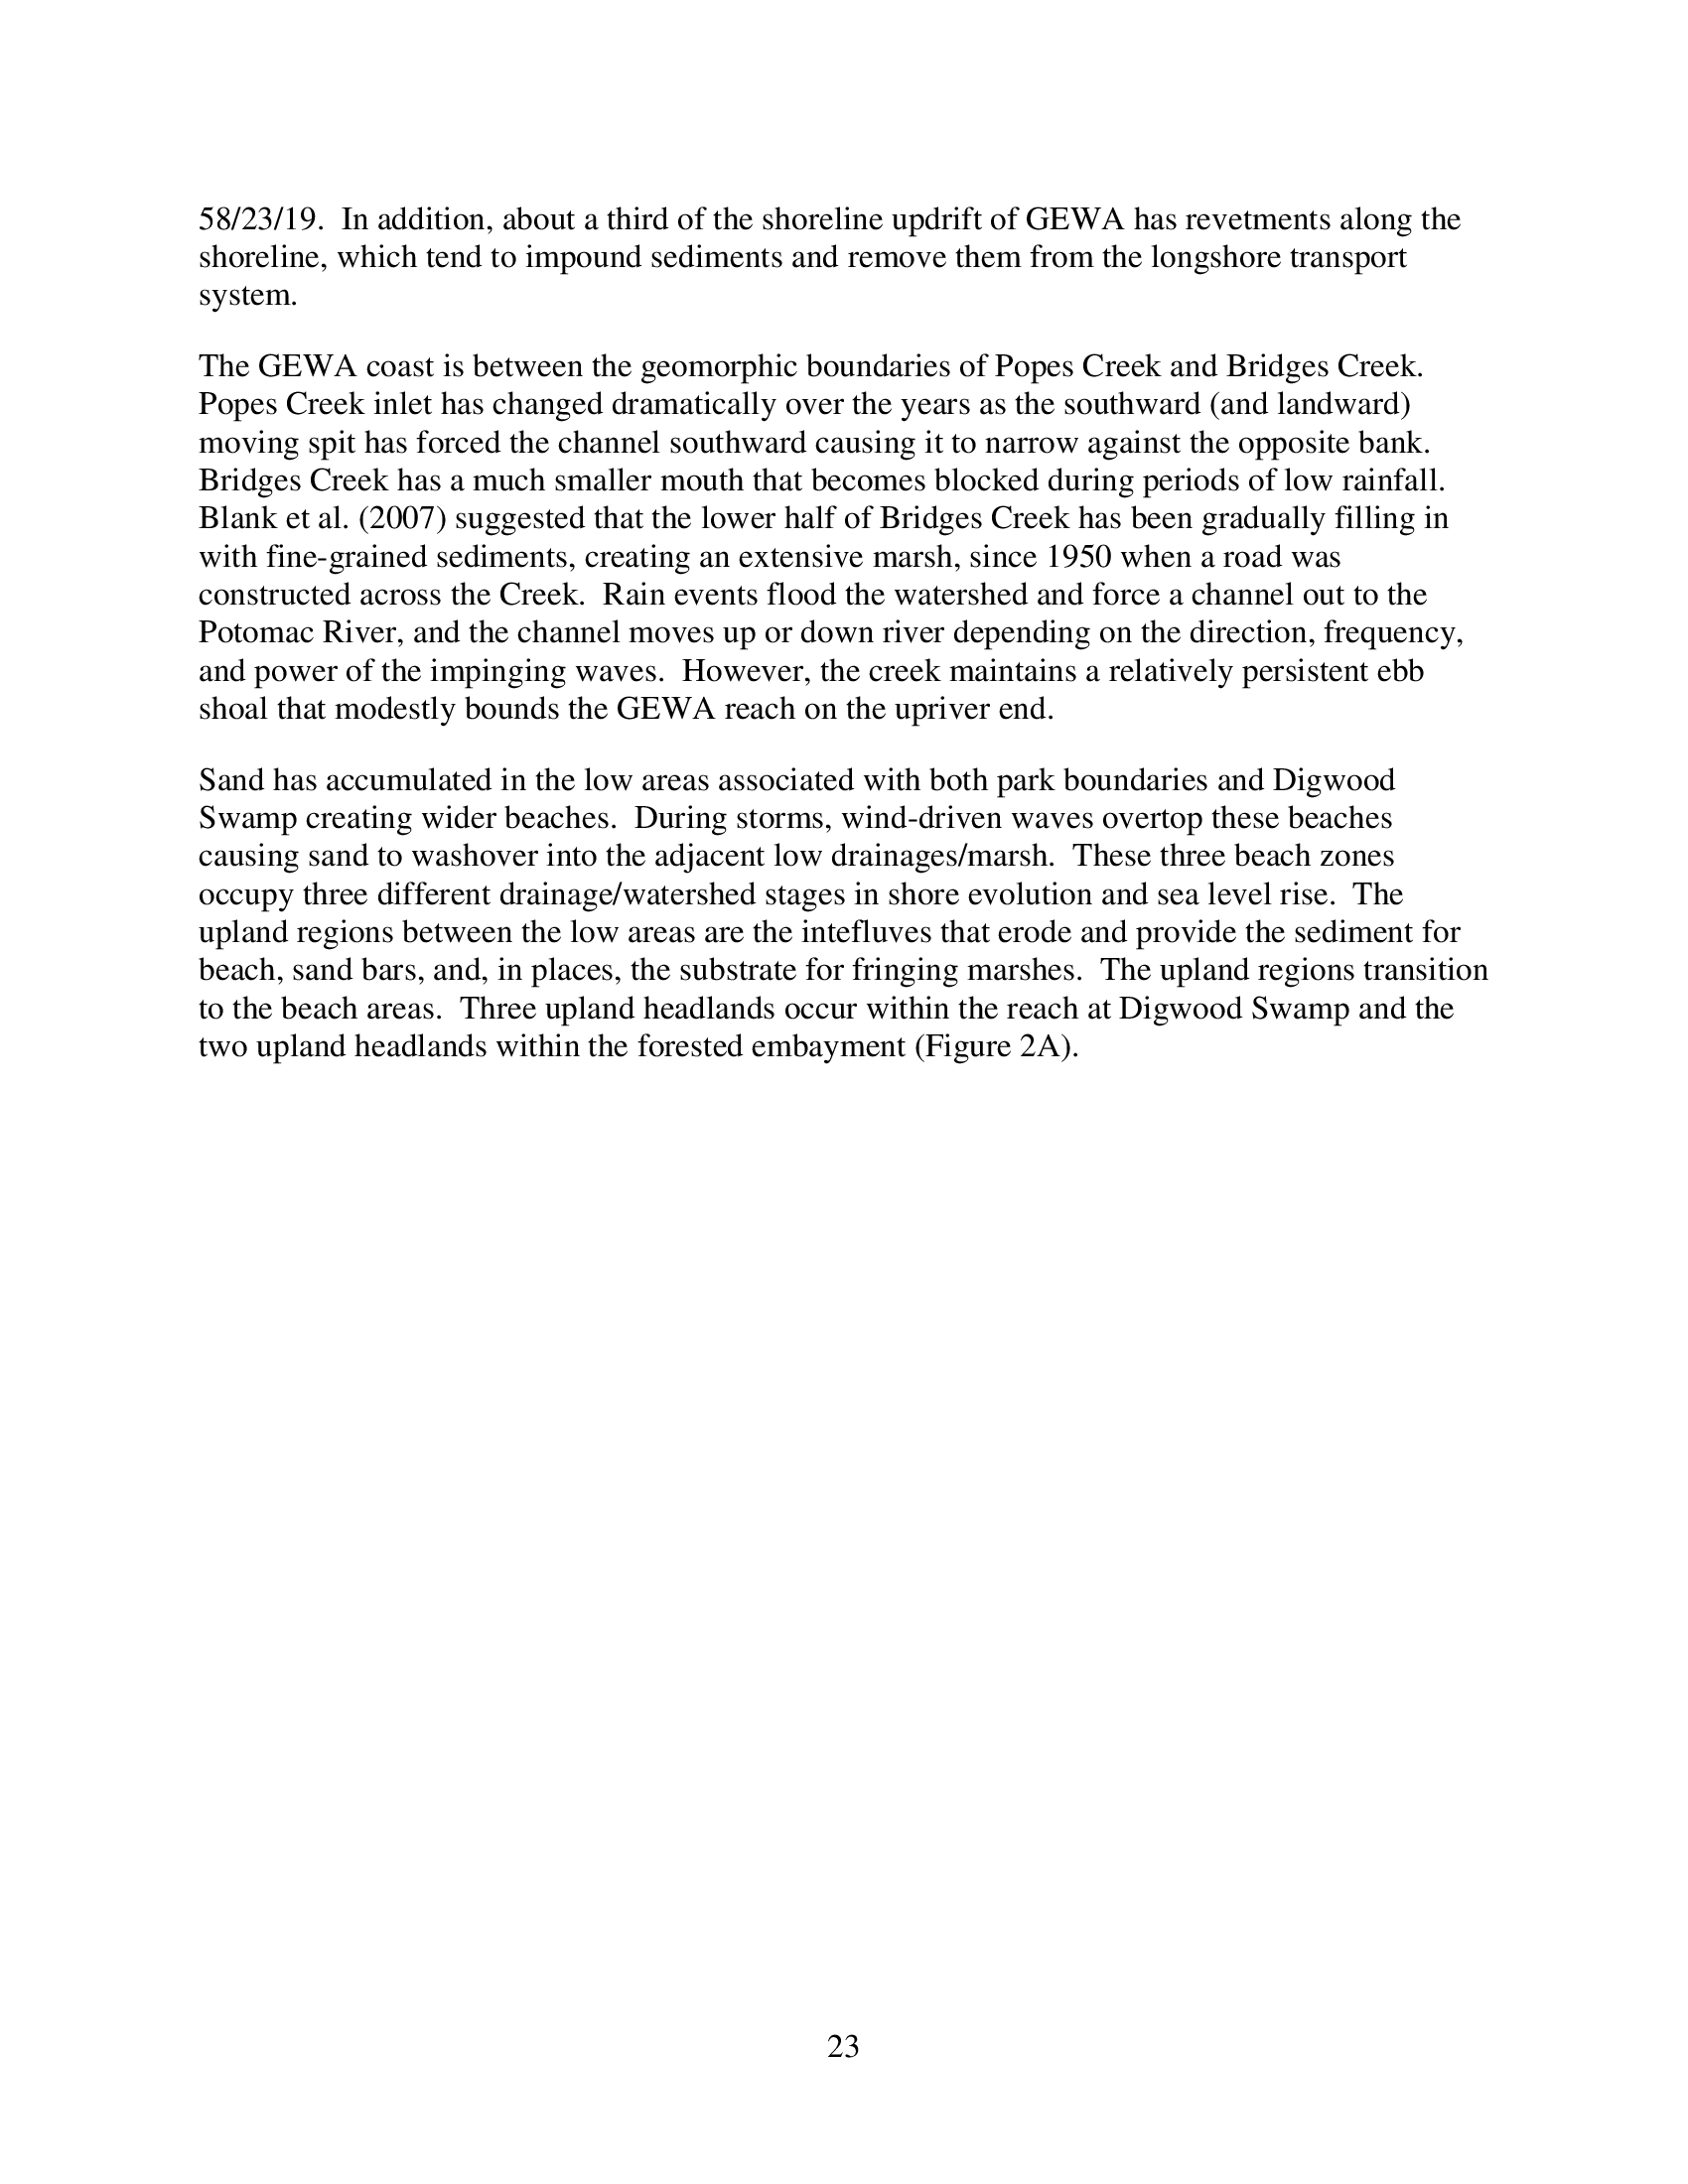 58/23/19.  In addition, about a third of the shoreline updrift of GEWA has revetments along the
shoreline, which tend to impound sediments and remove them from the longshore transport
system.
The GEWA coast is between the geomorphic boundaries of Popes Creek and Bridges Creek.
Popes Creek inlet has changed dramatically over the years as the southward (and landward)
moving spit has forced the channel southward causing it to narrow against the opposite bank.
Bridges Creek has a much smaller mouth that becomes blocked during periods of low rainfall.
Blank et al. (2007) suggested that the lower half of Bridges Creek has been gradually filling in
with fine-grained sediments, creating an extensive marsh, since 1950 when a road was
constructed across the Creek.  Rain events flood the watershed and force a channel out to the
Potomac River, and the channel moves up or down river depending on the direction, frequency,
and power of the impinging waves.  However, the creek maintains a relatively persistent ebb
shoal that modestly bounds the GEWA reach on the upriver end.
Sand has accumulated in the low areas associated with both park boundaries and Digwood
Swamp creating wider beaches.  During storms, wind-driven waves overtop these beaches
causing sand to washover into the adjacent low drainages/marsh.  These three beach zones
occupy three different drainage/watershed stages in shore evolution and sea level rise.  The
upland regions between the low areas are the intefluves that erode and provide the sediment for
beach, sand bars, and, in places, the substrate for fringing marshes.  The upland regions transition
to the beach areas.  Three upland headlands occur within the reach at Digwood Swamp and the
two upland headlands within the forested embayment (Figure 2A).
23